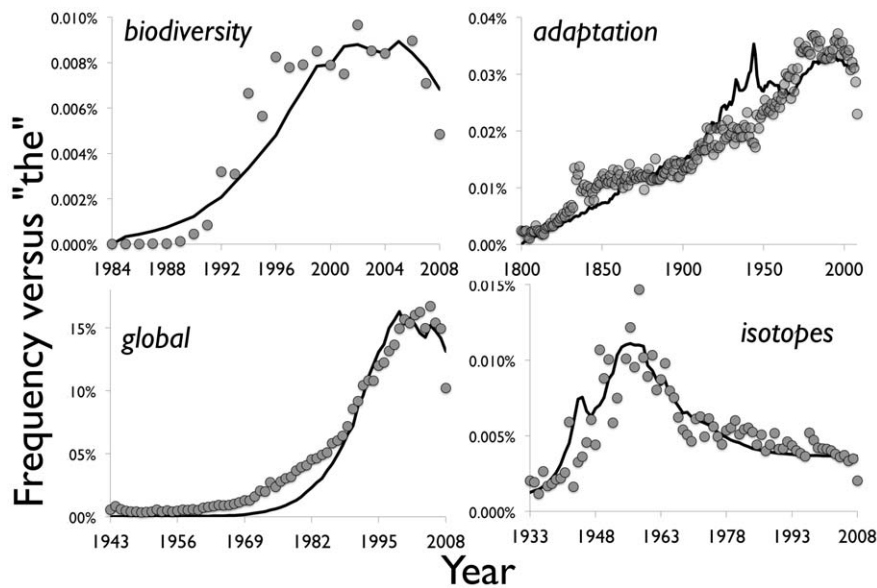 Frequency versus "the"
biodiversity
0.010%
0.008%
0.006%
0.004%
0.002%
0.000%
1984 1988 1992 1996 2000 2004 2008
adaptation
0.04%
0.03%
0.02%
0.01%
0.00%
1800 1850 1900 1950 2000
global
15%
10%
05%
00%
1943 1956 1969 1982 1995 2008
isotopes
0.015%
0.010%
0.005%
0.000%
1933 1948 1963 1978 1993 2008
Year